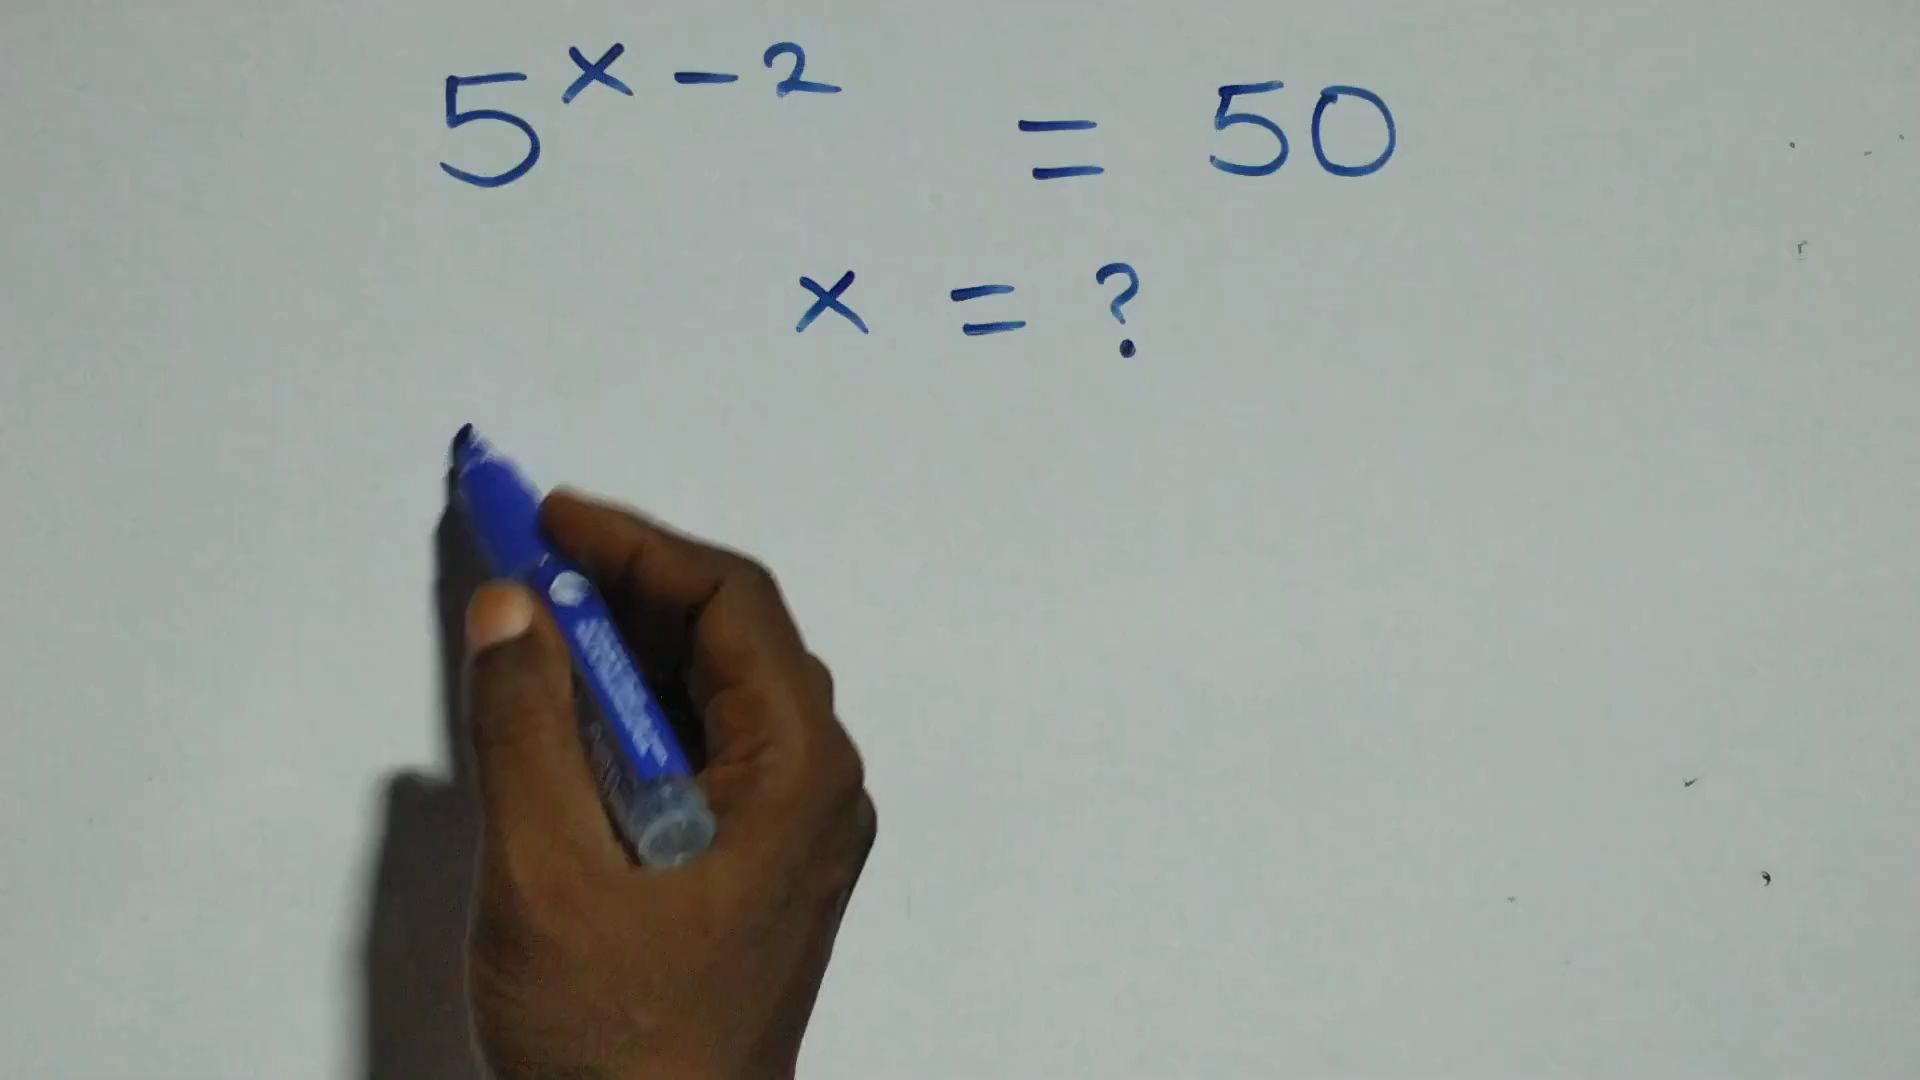 5^{x-2} = 50
x = ?